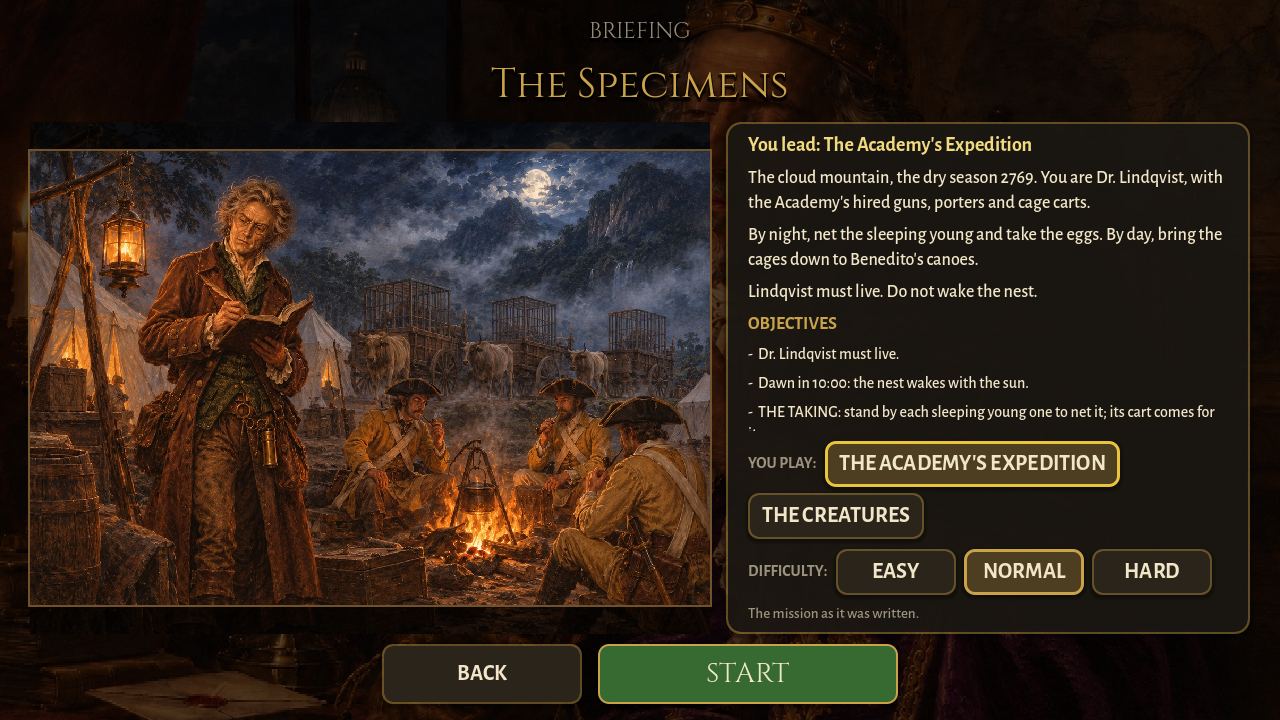 BRIEFING
THE SPECIMENS
You lead: The Academy's Expedition
The cloud mountain, the dry season 2769. You are Dr. Lindqvist, with
the Academy's hired guns, porters and cage carts.
By night, net the sleeping young and take the eggs. By day, bring the
cages down to Benedito's canoes.
Lindqvist must live. Do not wake the nest.
OBJECTIVES
- Dr. Lindqvist must live.
- Dawn in 10:00: the nest wakes with the sun.
- THE TAKING: stand by each sleeping young one to net it; its cart comes for
YOU PLAY: THE ACADEMY'S EXPEDITION
THE CREATURES
DIFFICULTY: EASY NORMAL HARD
The mission as it was written.
BACK START